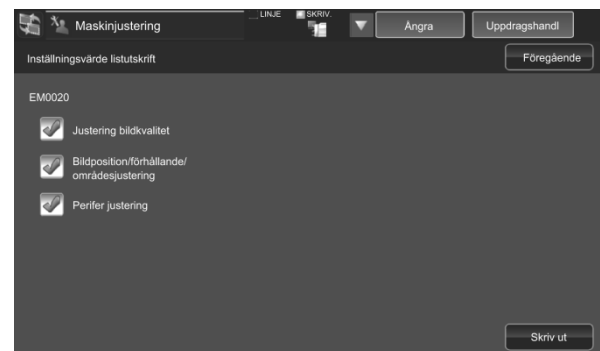 Maskinjustering
LINJE
SKRIV.
Ångra
Uppdragshandl
Inställningsvärde listutskrift
Föregående
EM0020
Justering bildkvalitet
Bildposition/förhållande/
områdesjustering
Perifer justering
Skriv ut